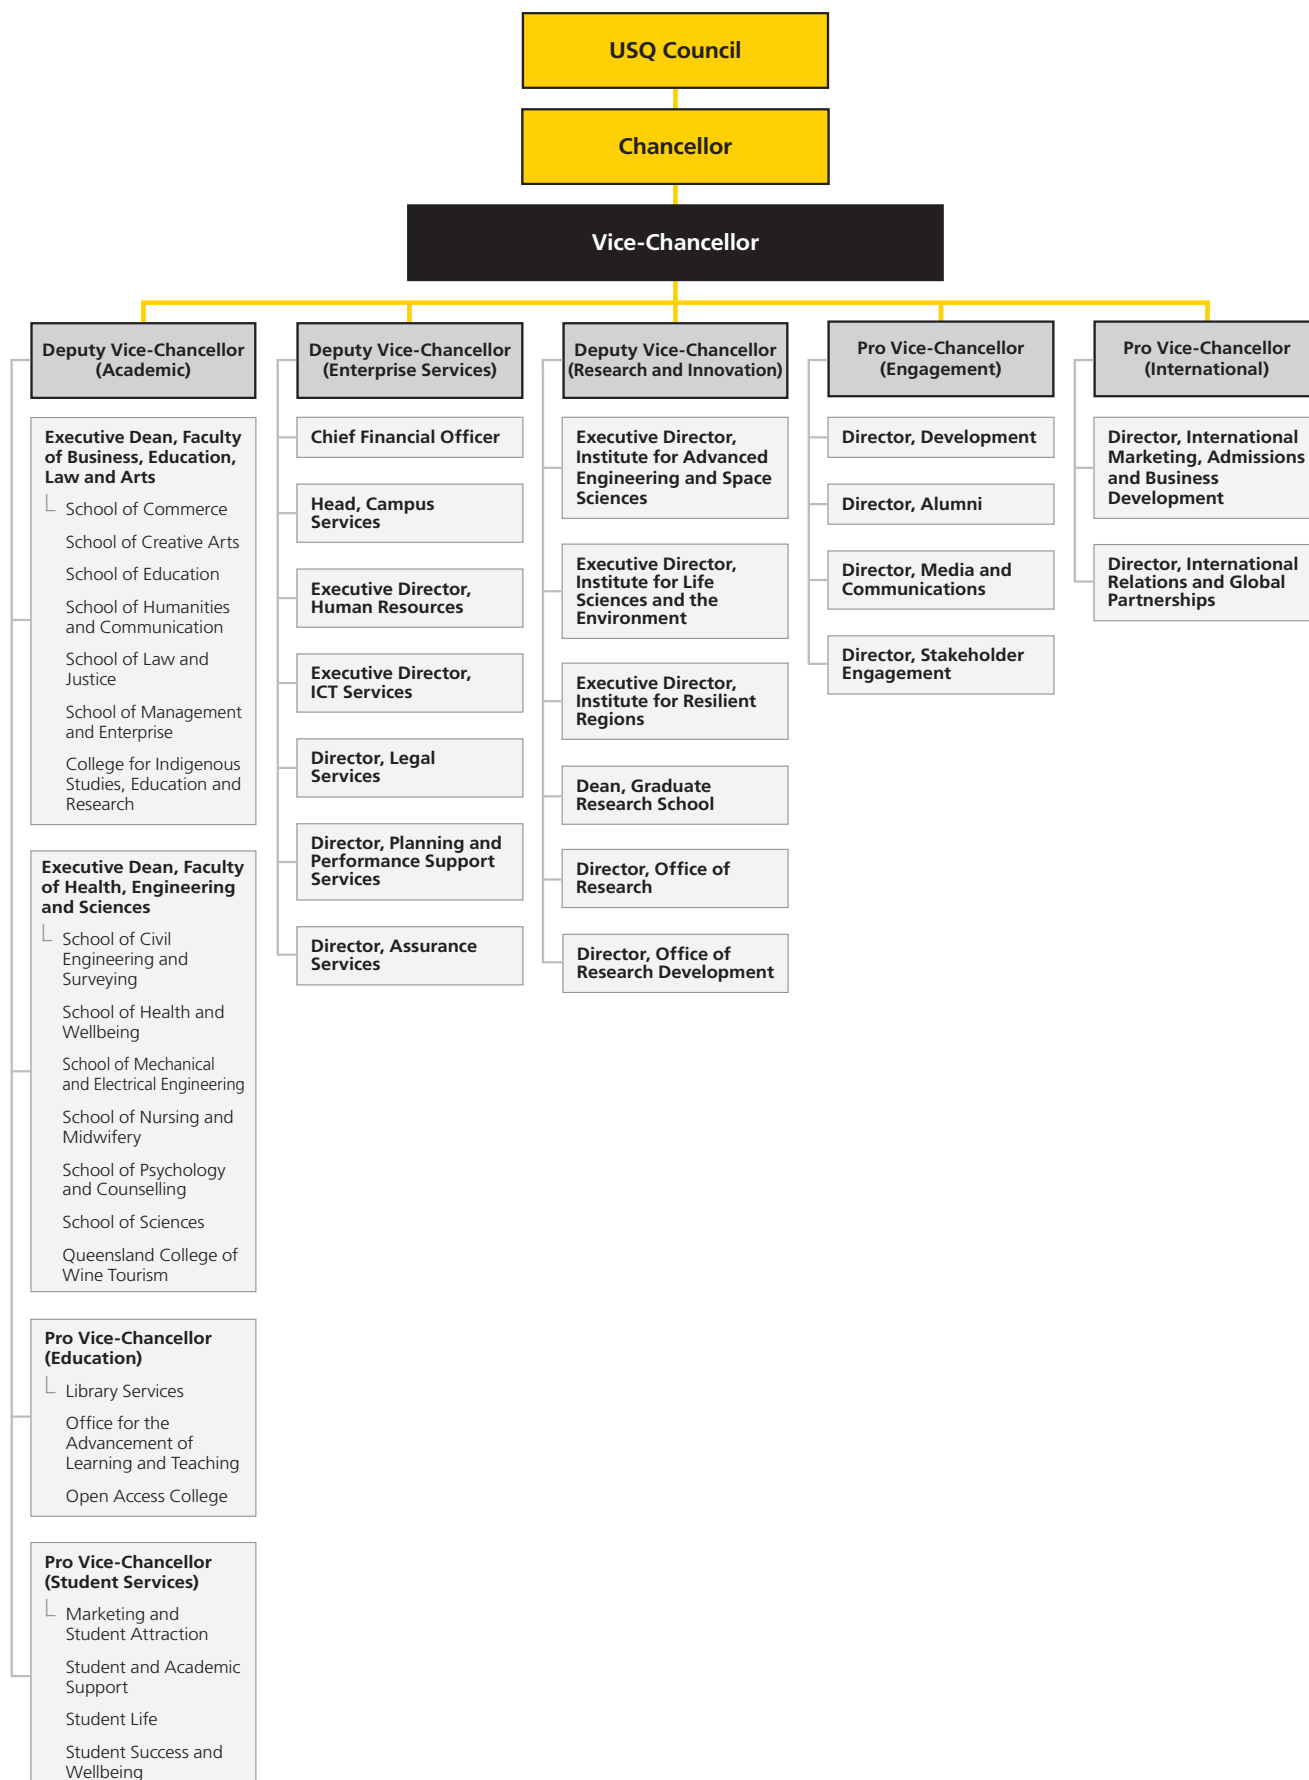 USQ Council
Chancellor
Vice-Chancellor
Deputy Vice-Chancellor
(Academic)
Executive Dean, Faculty
of Business, Education,
Law and Arts
School of Commerce
School of Creative Arts
School of Education
School of Humanities
and Communication
School of Law and
Justice
School of Management
and Enterprise
College for Indigenous
Studies, Education and
Research
Executive Dean, Faculty
of Health, Engineering
and Sciences
School of Civil
Engineering and
Surveying
School of Health and
Wellbeing
School of Mechanical
and Electrical Engineering
School of Nursing and
Midwifery
School of Psychology
and Counselling
School of Sciences
Queensland College of
Wine Tourism
Pro Vice-Chancellor
(Education)
Library Services
Office for the
Advancement of
Learning and Teaching
Open Access College
Pro Vice-Chancellor
(Student Services)
Marketing and
Student Attraction
Student and Academic
Support
Student Life
Student Success and
Wellbeing
Deputy Vice-Chancellor
(Enterprise Services)
Chief Financial Officer
Head, Campus
Services
Executive Director,
Human Resources
Executive Director,
ICT Services
Director, Legal
Services
Director, Planning and
Performance Support
Services
Director, Assurance
Services
Deputy Vice-Chancellor
(Research and Innovation)
Executive Director,
Institute for Advanced
Engineering and Space
Sciences
Executive Director,
Institute for Life
Sciences and the
Environment
Executive Director,
Institute for Resilient
Regions
Dean, Graduate
Research School
Director, Office of
Research
Director, Office of
Research Development
Pro Vice-Chancellor
(Engagement)
Director, Development
Director, Alumni
Director, Media and
Communications
Director, Stakeholder
Engagement
Pro Vice-Chancellor
(International)
Director, International
Marketing, Admissions
and Business
Development
Director, International
Relations and Global
Partnerships